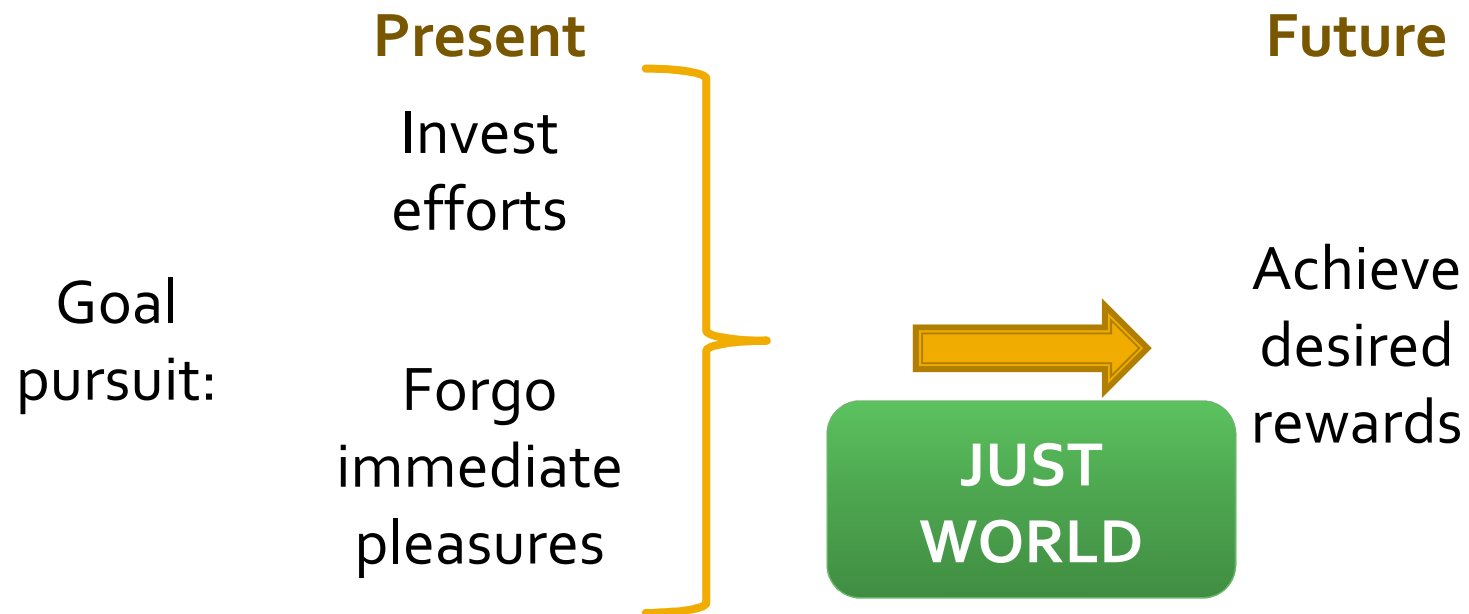 Present
Future
Invest
efforts
Goal
pursuit:
Forgo
immediate
pleasures
JUST
WORLD
Achieve
desired
rewards